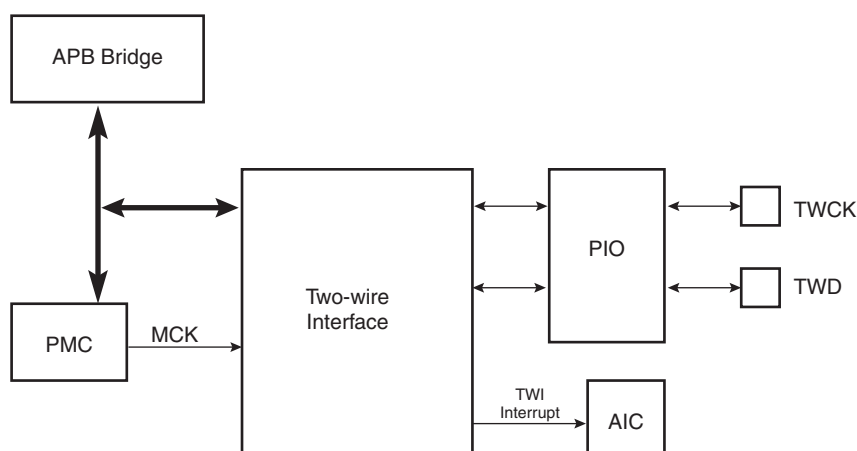 APB Bridge
TWCK
PIO
TWD
Two-wire
Interface
PMC
MCK
TWI
Interrupt
AIC